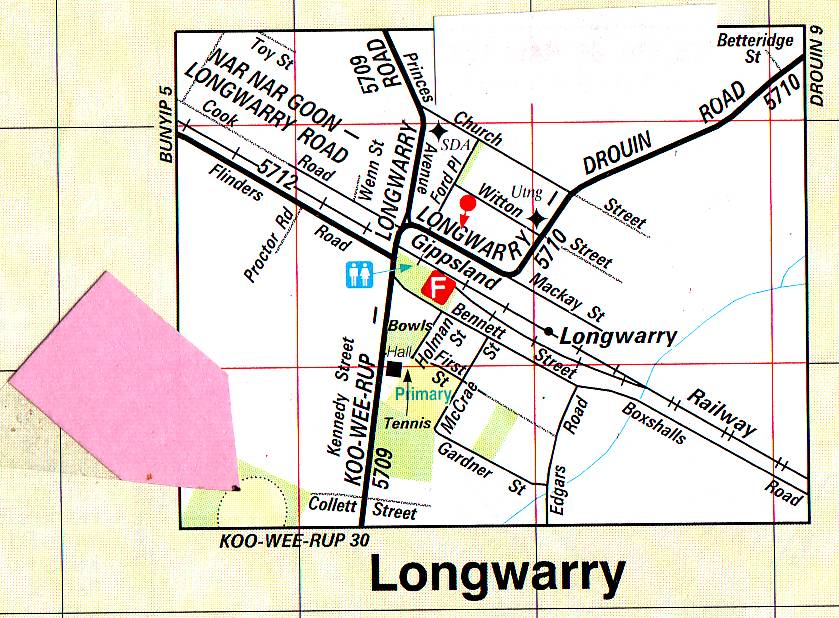 Betteridge
St
DROUIN 9
5710
ROAD
DROUIN
Toy St
NAR NAR GOON –
LONGWARRY ROAD
5709
ROAD
Princes
Avenue
LONGWARRY
BUNYIP 5
Cook
Road
5712
Wenn St
Flinders
Road
Proctor Rd
Church
Street
SDA
Ford Pl
Witton
Street
Utng
LONGWARRY
–
5710
Gippsland
Railway
Mackay St
F
Longwarry
Bennett
Street
Bowls
Hall
Holman
St
First
St
McCrae
St
Primary
Tennis
Kennedy Street
KOO-WEE-RUP –
5709
Gardner St
Edgars
Road
Boxshalls
Road
Collett Street
KOO-WEE-RUP 30
Longwarry